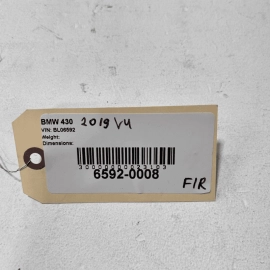 BMW 430 2019 V4
VIN: BL06592
Weight:
Dimensions:
6592-0008
F/R